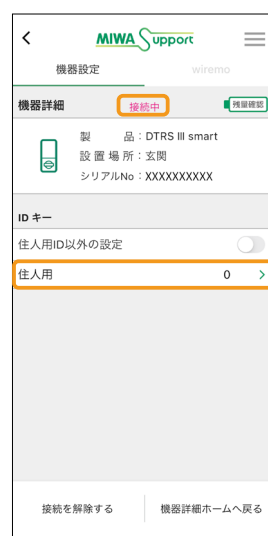 MIWA Support
機器設定 wiremo
機器詳細 接続中 残量確認
製 品:DTRS III smart
設置場所:玄関
シリアルNo:XXXXXXXXXX
ID キー
住人用ID以外の設定
住人用 0
接続を解除する 機器詳細ホームへ戻る